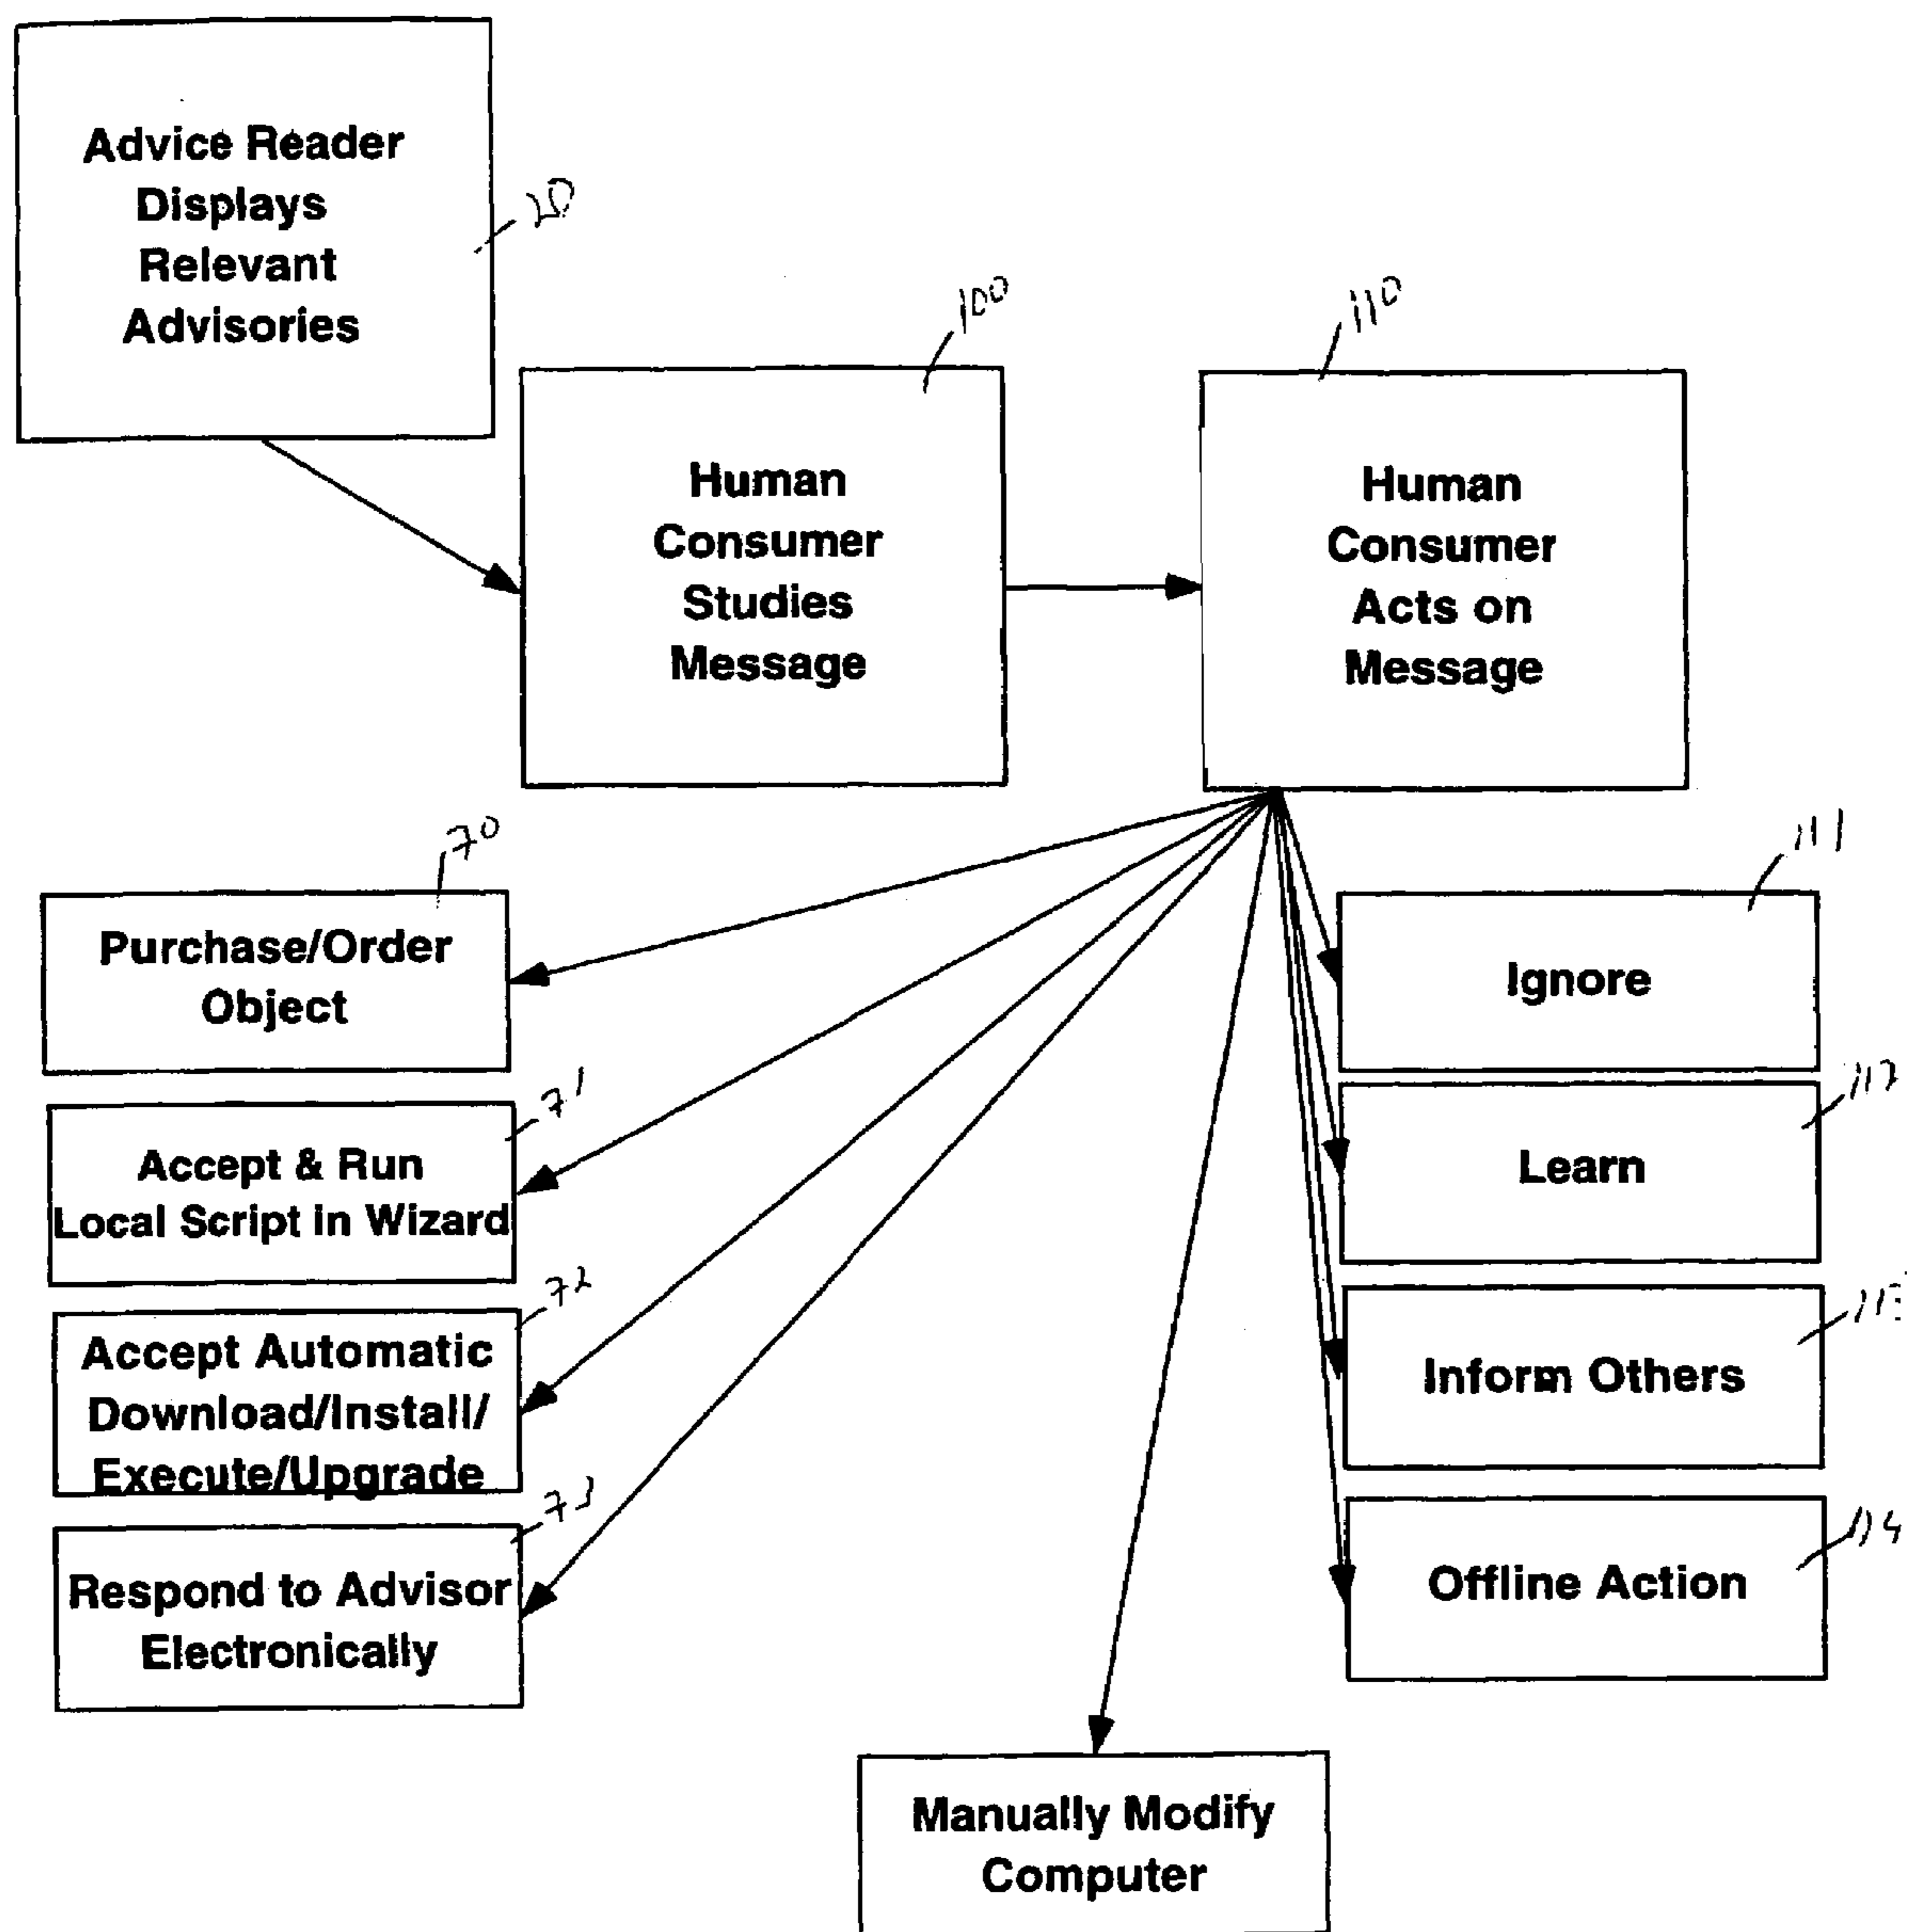 Advice Reader
Displays
Relevant
Advisories
20
Human
Consumer
Studies
Message
100
Human
Consumer
Acts on
Message
110
Purchase/Order
Object
70
Accept & Run
Local Script in Wizard
71
Accept Automatic
Download/Install/
Execute/Upgrade
72
Respond to Advisor
Electronically
73
Ignore
111
Learn
112
Inform Others
Offline Action
114
Manually Modify
Computer